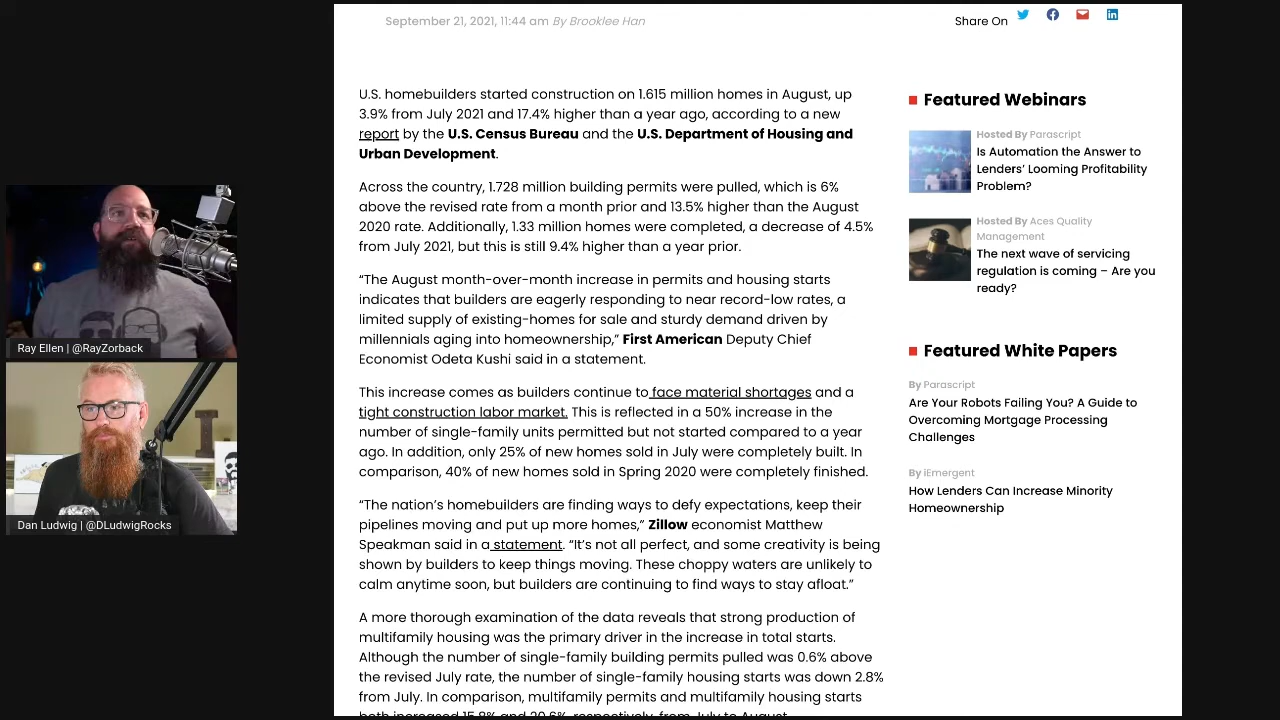 September 21, 2021, 11:44 am By Brooklee Han
Share On
U.S. homebuilders started construction on 1.615 million homes in August, up
3.9% from July 2021 and 17.4% higher than a year ago, according to a new
report by the U.S. Census Bureau and the U.S. Department of Housing and
Urban Development.
Across the country, 1.728 million building permits were pulled, which is 6%
above the revised rate from a month prior and 13.5% higher than the August
2020 rate. Additionally, 1.33 million homes were completed, a decrease of 4.5%
from July 2021, but this is still 9.4% higher than a year prior.
“The August month-over-month increase in permits and housing starts
indicates that builders are eagerly responding to near record-low rates, a
limited supply of existing-homes for sale and sturdy demand driven by
millennials aging into homeownership,” First American Deputy Chief
Economist Odeta Kushi said in a statement.
This increase comes as builders continue to face material shortages and a
tight construction labor market. This is reflected in a 50% increase in the
number of single-family units permitted but not started compared to a year
ago. In addition, only 25% of new homes sold in July were completely built. In
comparison, 40% of new homes sold in Spring 2020 were completely finished.
“The nation’s homebuilders are finding ways to defy expectations, keep their
pipelines moving and put up more homes,” Zillow economist Matthew
Speakman said in a statement. “It’s not all perfect, and some creativity is being
shown by builders to keep things moving. These choppy waters are unlikely to
calm anytime soon, but builders are continuing to find ways to stay afloat.”
A more thorough examination of the data reveals that strong production of
multifamily housing was the primary driver in the increase in total starts.
Although the number of single-family building permits pulled was 0.6% above
the revised July rate, the number of single-family housing starts was down 2.8%
from July. In comparison, multifamily permits and multifamily housing starts
both increased 15.8% and 20.6%, respectively, from July to August.
Featured Webinars
Hosted By Parascript
Is Automation the Answer to
Lenders’ Looming Profitability
Problem?
Hosted By Aces Quality
Management
The next wave of servicing
regulation is coming – Are you
ready?
Featured White Papers
By Parascript
Are Your Robots Failing You? A Guide to
Overcoming Mortgage Processing
Challenges
By iEmergent
How Lenders Can Increase Minority
Homeownership
Ray Ellen | @RayZorback
Dan Ludwig | @DLudwigRocks